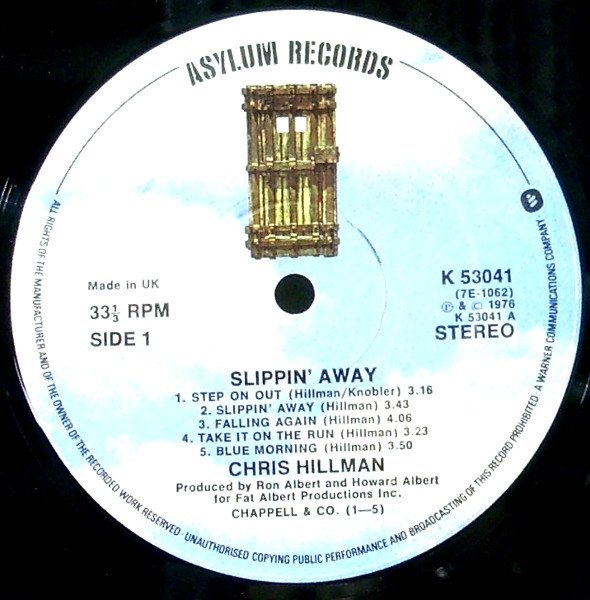 ASYLUM RECORDS
Made in UK
33⅓ RPM
SIDE 1
K 53041
(7E-1062)
Ⓟ & © 1976
K 53041 A
STEREO
SLIPPIN' AWAY
1. STEP ON OUT (Hillman/Knobler) 3.16
2. SLIPPIN' AWAY (Hillman) 3.43
3. FALLING AGAIN (Hillman) 4.06
4. TAKE IT ON THE RUN (Hillman) 3.23
5. BLUE MORNING (Hillman) 3.50
CHRIS HILLMAN
Produced by Ron Albert and Howard Albert
for Fat Albert Productions Inc.
CHAPPELL & CO. (1—5)
ALL RIGHTS OF THE MANUFACTURER AND OF THE OWNER OF THE RECORDED WORK RESERVED · UNAUTHORISED COPYING PUBLIC PERFORMANCE AND BROADCASTING OF THIS RECORD PROHIBITED · A WARNER COMMUNICATIONS COMPANY ·